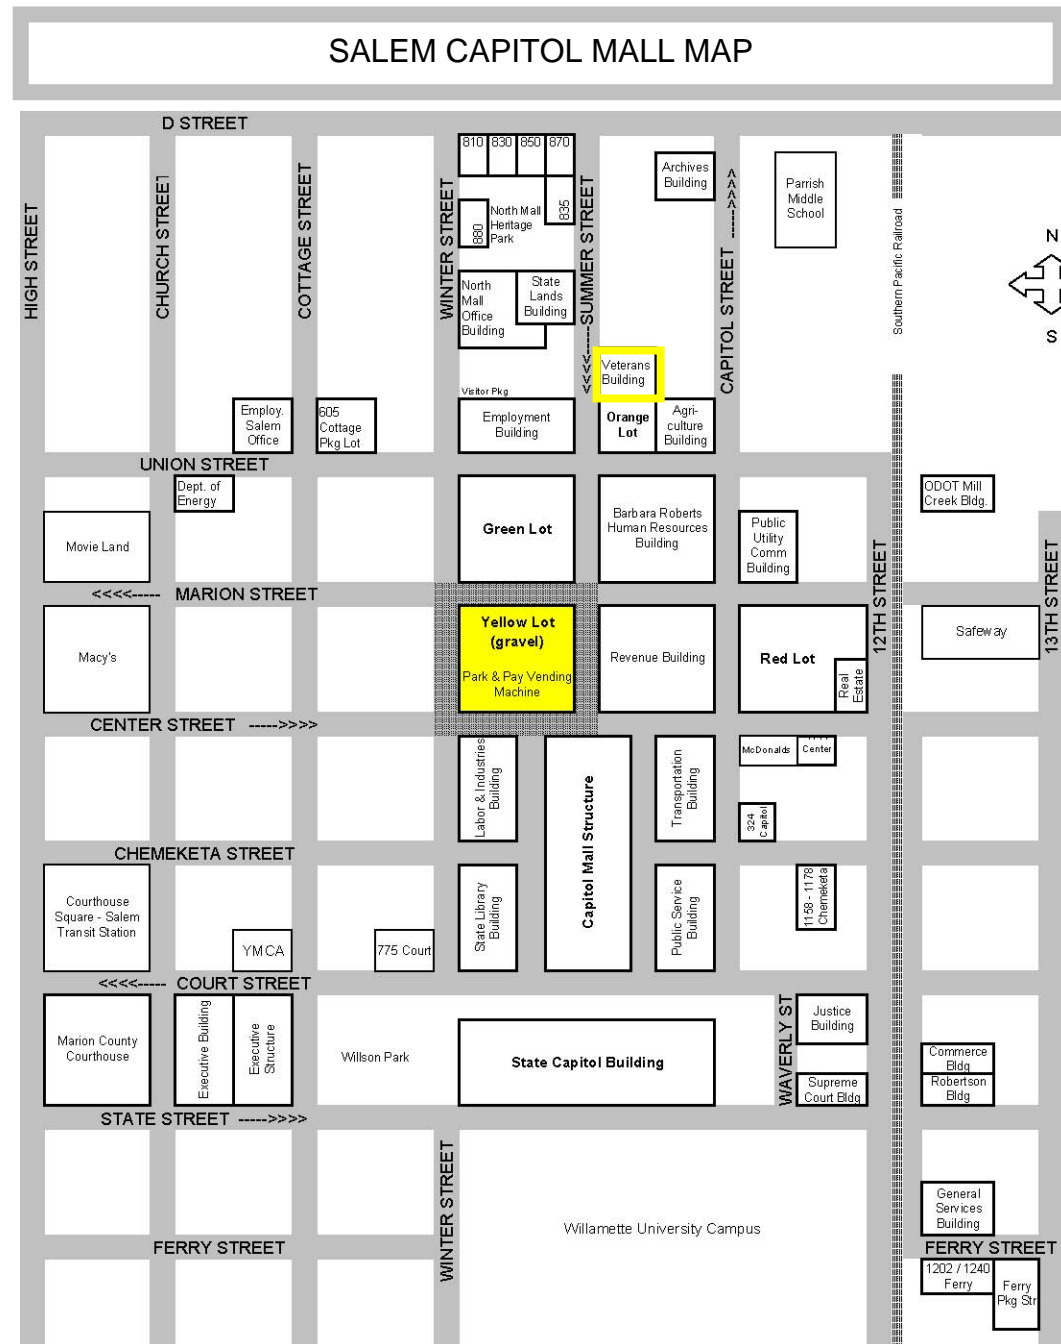 SALEM CAPITOL MALL MAP
D STREET
810
830
850
870
Archives
Building
Parrish
Middle
School
North Mall
Heritage
Park
880
835
HIGH STREET
CHURCH STREET
COTTAGE STREET
WINTER STREET
SUMMER STREET
----->>>>
CAPITOL STREET
----->>>>
Southern Pacific Railroad
N
S
North
Mall
Office
Building
State
Lands
Building
Veterans
Building
Visitor Pkg
Employ.
Salem
Office
605
Cottage
Pkg Lot
Employment
Building
Orange
Lot
Agri-
culture
Building
UNION STREET
Dept. of
Energy
ODOT Mill
Creek Bldg.
Movie Land
Green Lot
Barbara Roberts
Human Resources
Building
Public
Utility
Comm
Building
<<<<----- MARION STREET
12TH STREET
13TH STREET
Macy's
Yellow Lot
(gravel)
Park & Pay Vending
Machine
Revenue Building
Red Lot
Real
Estate
Safeway
CENTER STREET ----->>>>
Labor & Industries
Building
Capitol Mall Structure
Transportation
Building
McDonalds
Center
324
Capitol
CHEMEKETA STREET
Courthouse
Square - Salem
Transit Station
YMCA
775 Court
State Library
Building
Public Service
Building
1158 - 1178
Chemeketa
<<<<----- COURT STREET
Marion County
Courthouse
Executive Building
Executive
Structure
Willson Park
State Capitol Building
WAVERLY ST
Justice
Building
Supreme
Court Bldg
Commerce
Bldg
Robertson
Bldg
STATE STREET ----->>>>
WINTER STREET
Willamette University Campus
General
Services
Building
FERRY STREET
FERRY STREET
1202 / 1240
Ferry
Ferry
Pkg Str